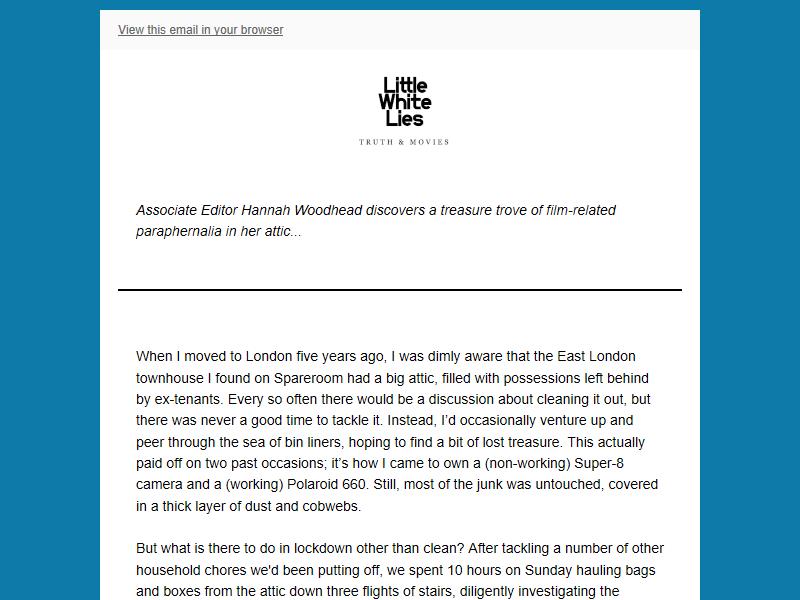 View this email in your browser
Little
White
Lies
TRUTH & MOVIES
Associate Editor Hannah Woodhead discovers a treasure trove of film-related
paraphernalia in her attic...
When I moved to London five years ago, I was dimly aware that the East London
townhouse I found on Spareroom had a big attic, filled with possessions left behind
by ex-tenants. Every so often there would be a discussion about cleaning it out, but
there was never a good time to tackle it. Instead, I’d occasionally venture up and
peer through the sea of bin liners, hoping to find a bit of lost treasure. This actually
paid off on two past occasions; it’s how I came to own a (non-working) Super-8
camera and a (working) Polaroid 660. Still, most of the junk was untouched, covered
in a thick layer of dust and cobwebs.
But what is there to do in lockdown other than clean? After tackling a number of other
household chores we'd been putting off, we spent 10 hours on Sunday hauling bags
and boxes from the attic down three flights of stairs, diligently investigating the